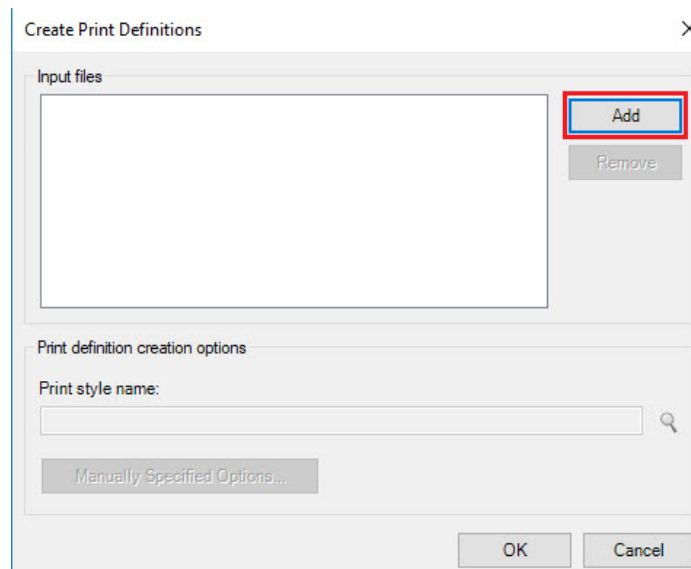 Create Print Definitions
Input files
Add
Remove
Print definition creation options
Print style name:
Manually Specified Options...
OK
Cancel